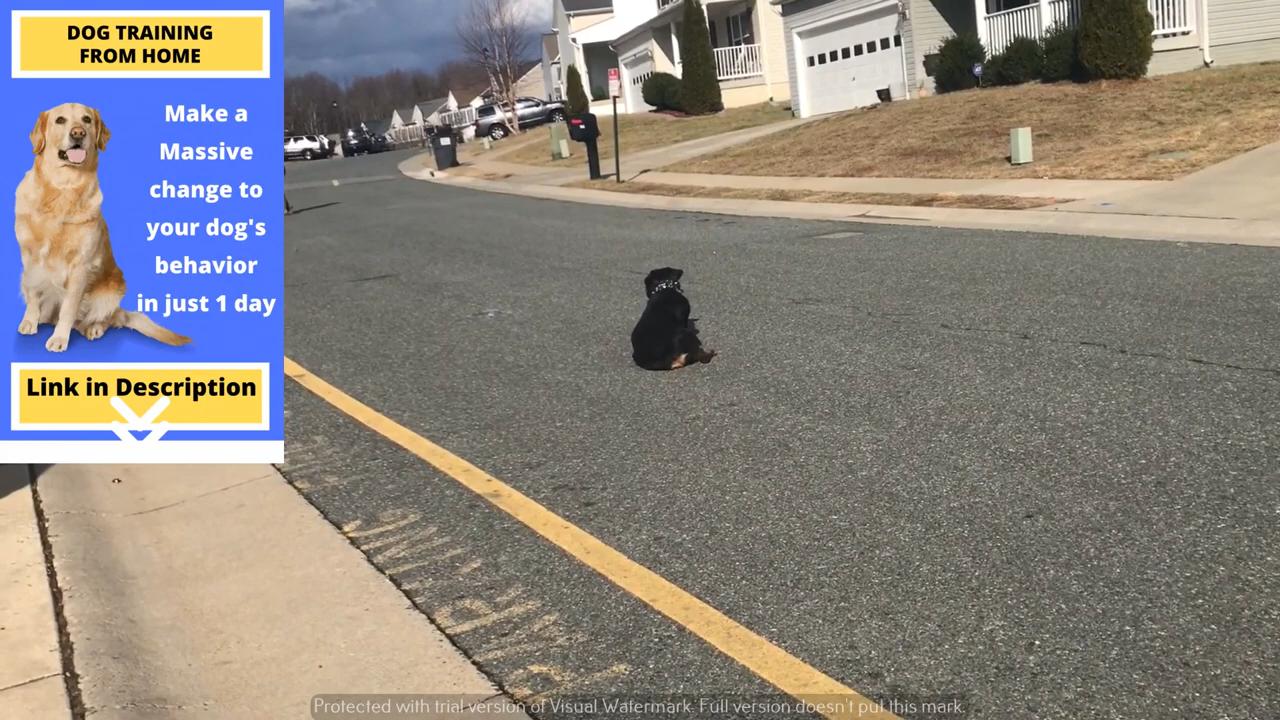 DOG TRAINING
FROM HOME
Make a
Massive
change to
your dog's
behavior
in just 1 day
Link in Description
Protected with trial version of Visual Watermark. Full version doesn't put this mark.